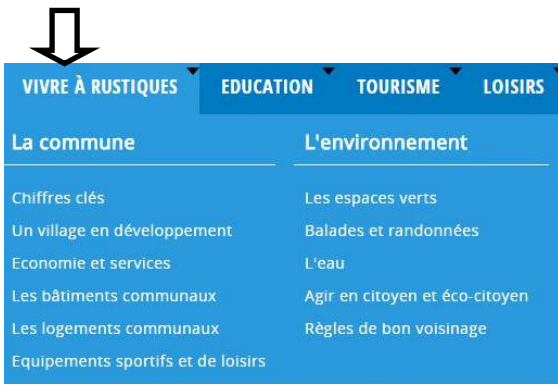 VIVRE À RUSTIQUES EDUCATION TOURISME LOISIRS
La commune
Chiffres clés
Un village en développement
Economie et services
Les bâtiments communaux
Les logements communaux
Equipements sportifs et de loisirs
L'environnement
Les espaces verts
Balades et randonnées
L'eau
Agir en citoyen et éco-citoyen
Règles de bon voisinage